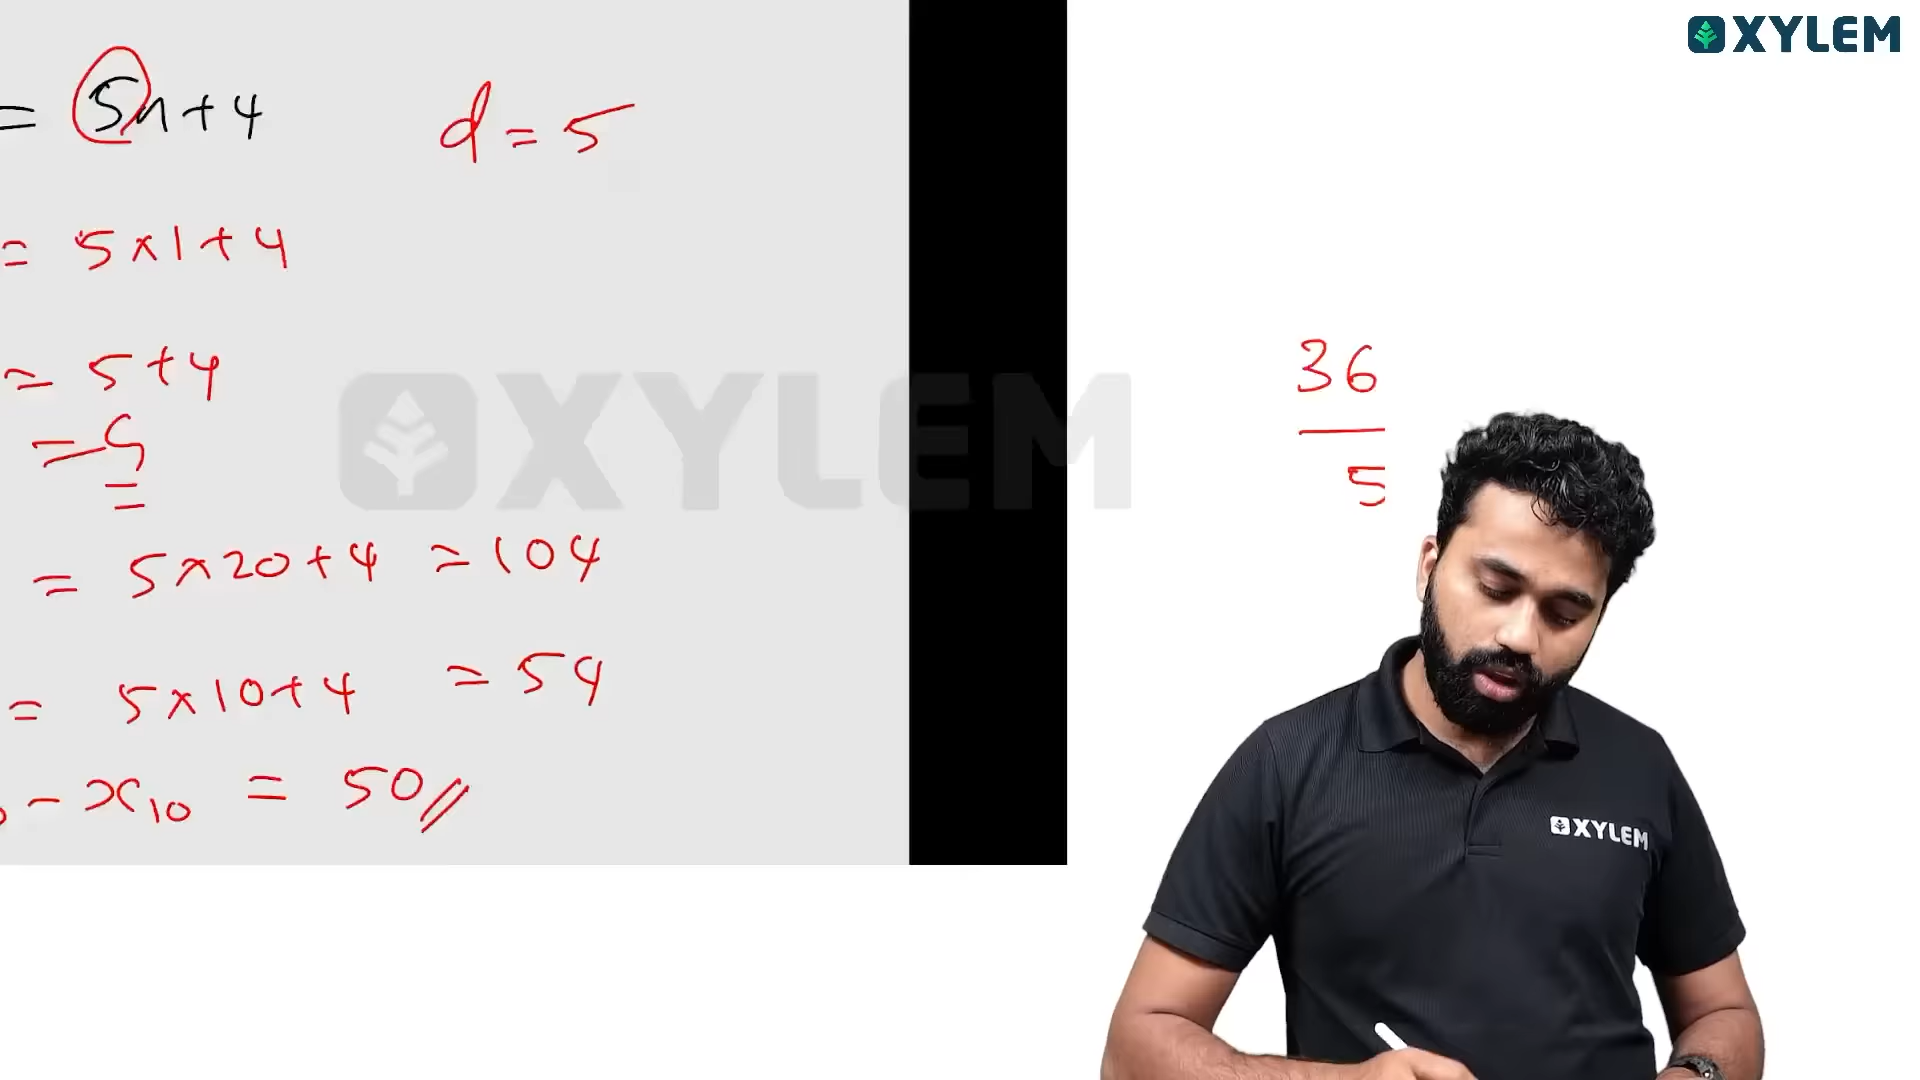 = 5n+4
d = 5
= 5×1+4
= 5+4
= 9
= 5×20+4 = 104
= 5×10+4 = 54
- x10 = 50//
36
5
XYLEM
XYLEM
XYLEM